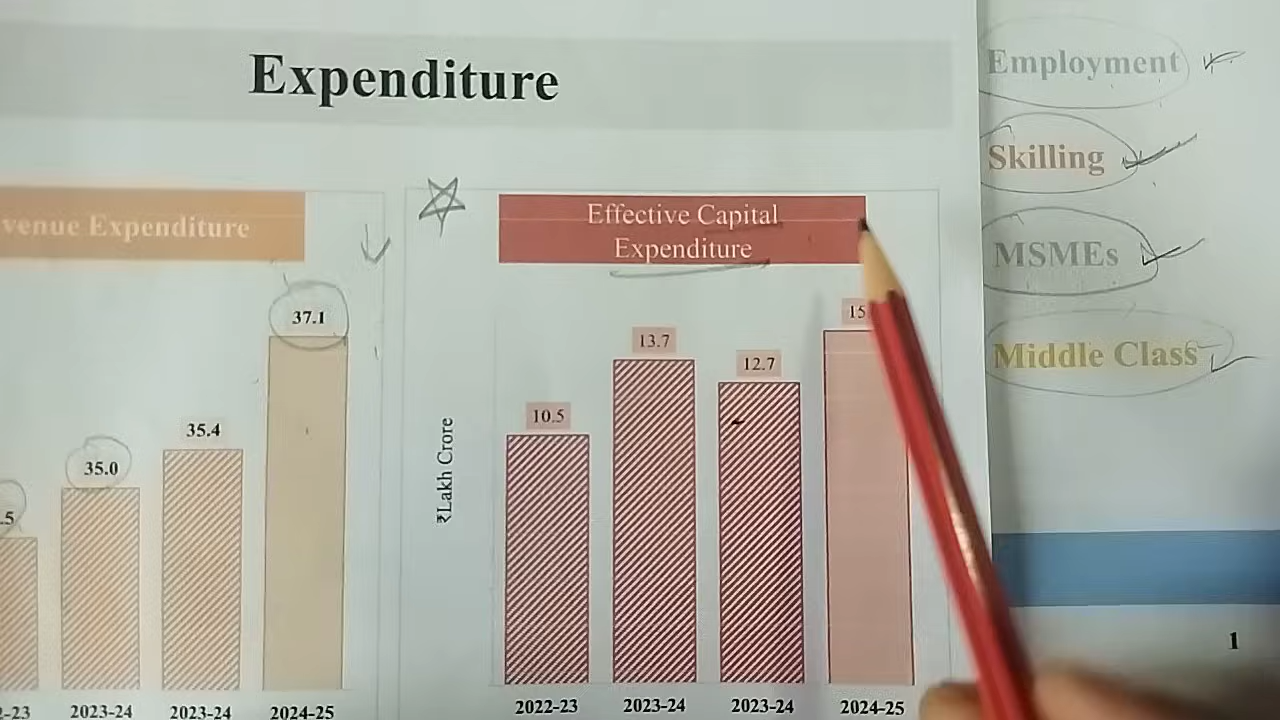 Expenditure
venue Expenditure
37.1
35.4
35.0
.5
2023-24
2023-24
2024-25
Effective Capital
Expenditure
₹Lakh Crore
10.5
13.7
12.7
15
2022-23
2023-24
2023-24
2024-25
Employment
Skilling
MSMEs
Middle Class
1